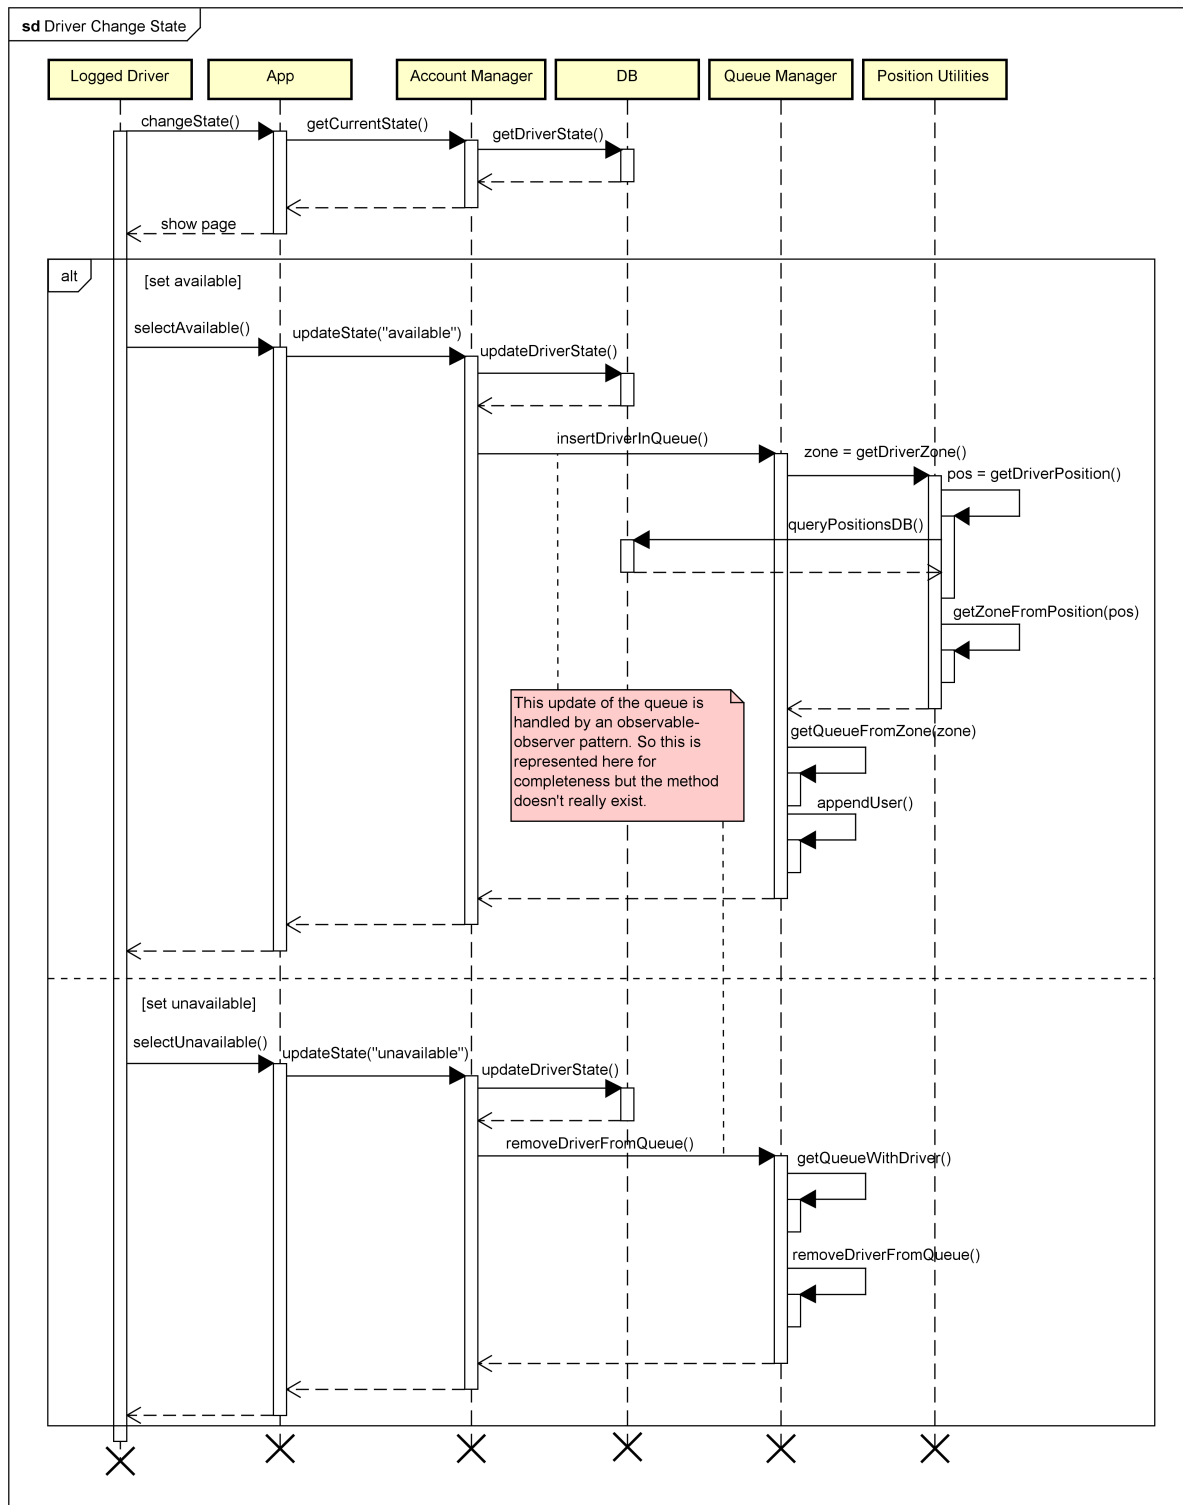 sd Driver Change State
Logged Driver
App
Account Manager
DB
Queue Manager
Position Utilities
changeState()
getCurrentState()
getDriverState()
show page
alt
[set available]
selectAvailable()
updateState("available")
updateDriverState()
insertDriverInQueue()
zone = getDriverZone()
pos = getDriverPosition()
queryPositionsDB()
getZoneFromPosition(pos)
This update of the queue is
handled by an observable-
observer pattern. So this is
represented here for
completeness but the method
doesn't really exist.
getQueueFromZone(zone)
appendUser()
[set unavailable]
selectUnavailable()
updateState("unavailable")
updateDriverState()
removeDriverFromQueue()
getQueueWithDriver()
removeDriverFromQueue()